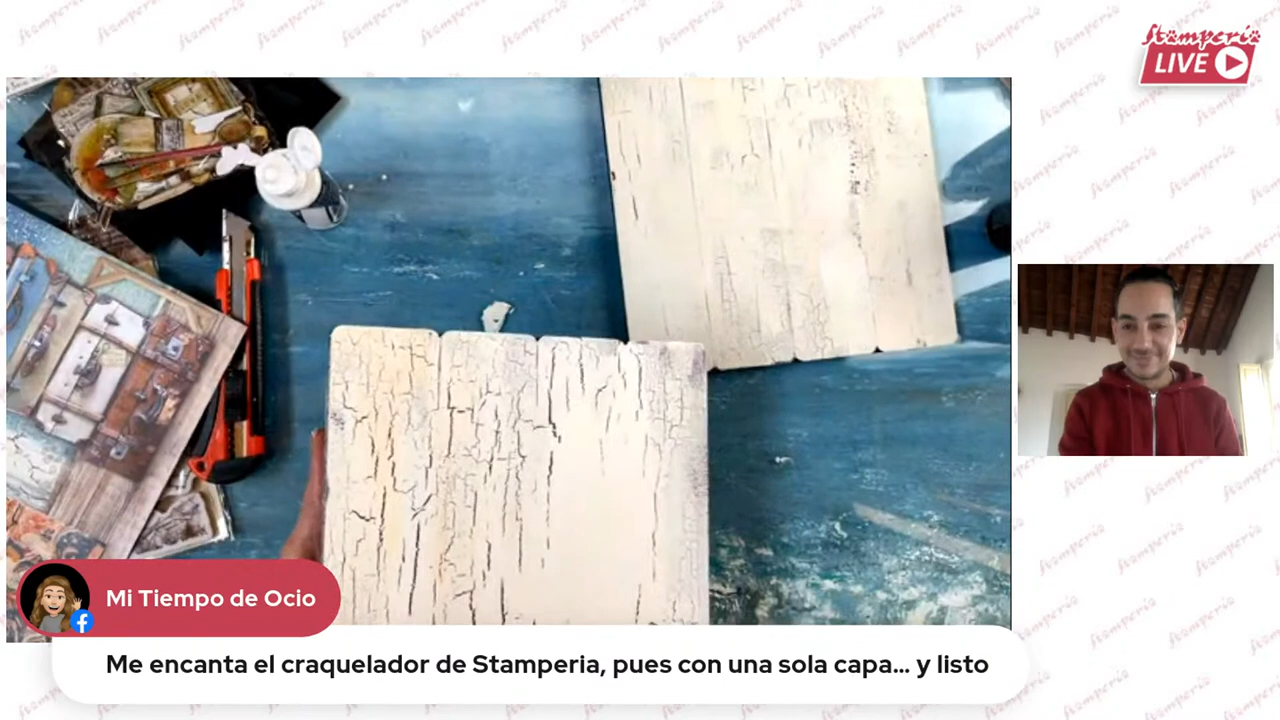 Stamperia
LIVE
Mi Tiempo de Ocio
Me encanta el craquelador de Stamperia, pues con una sola capa... y listo